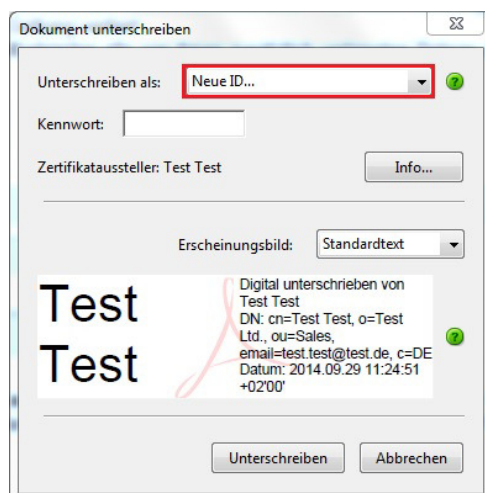 Dokument unterschreiben
Unterschreiben als: Neue ID...
Kennwort:
Zertifikataussteller: Test Test Info...
Erscheinungsbild: Standardtext
Test
Test
Digital unterschrieben von
Test Test
DN: cn=Test Test, o=Test
Ltd., ou=Sales,
email=test.test@test.de, c=DE
Datum: 2014.09.29 11:24:51
+02'00'
Unterschreiben Abbrechen